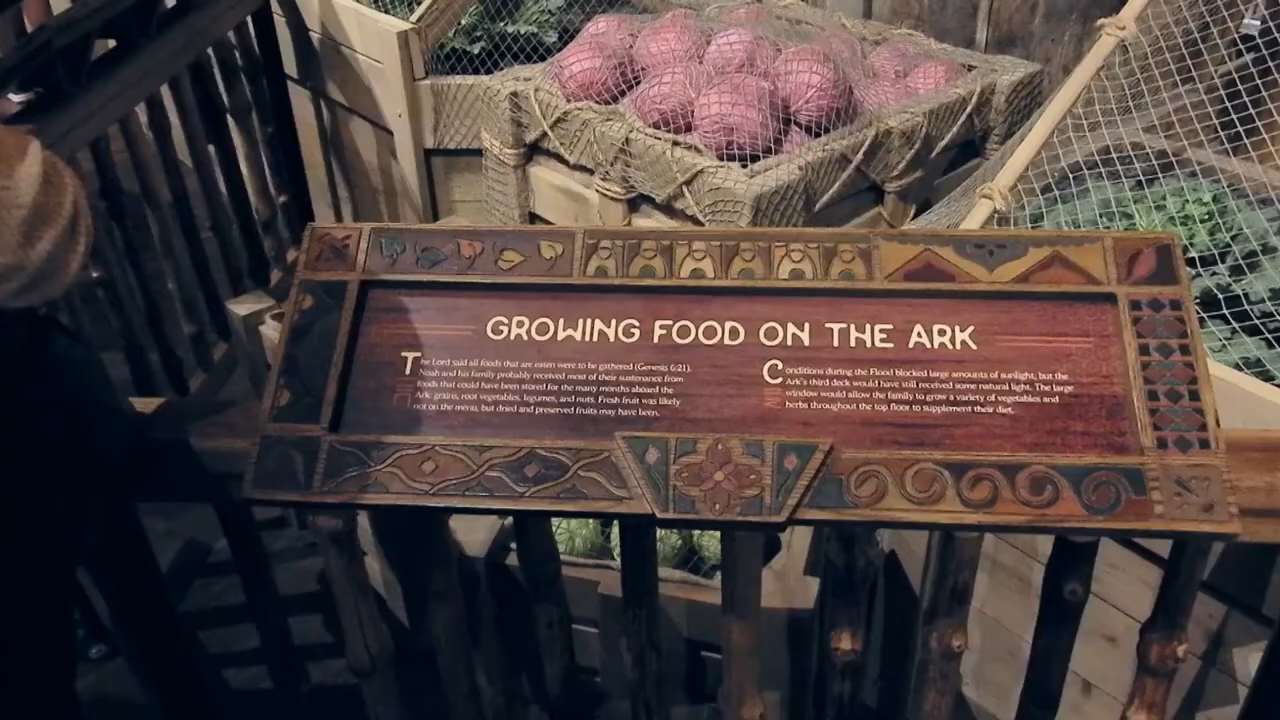 GROWING FOOD ON THE ARK
The Lord said all foods that are eaten were to be gathered (Genesis 6:21).
Noah and his family probably received most of their sustenance from
foods that could have been stored for the many months aboard the
Ark: grains, root vegetables, legumes, and nuts. Fresh fruit was likely
not on the menu, but dried and preserved fruits may have been.
Conditions during the Flood blocked large amounts of sunlight, but the
Ark's third deck would have still received some natural light. The large
window would allow the family to grow a variety of vegetables and
herbs throughout the top floor to supplement their diet.